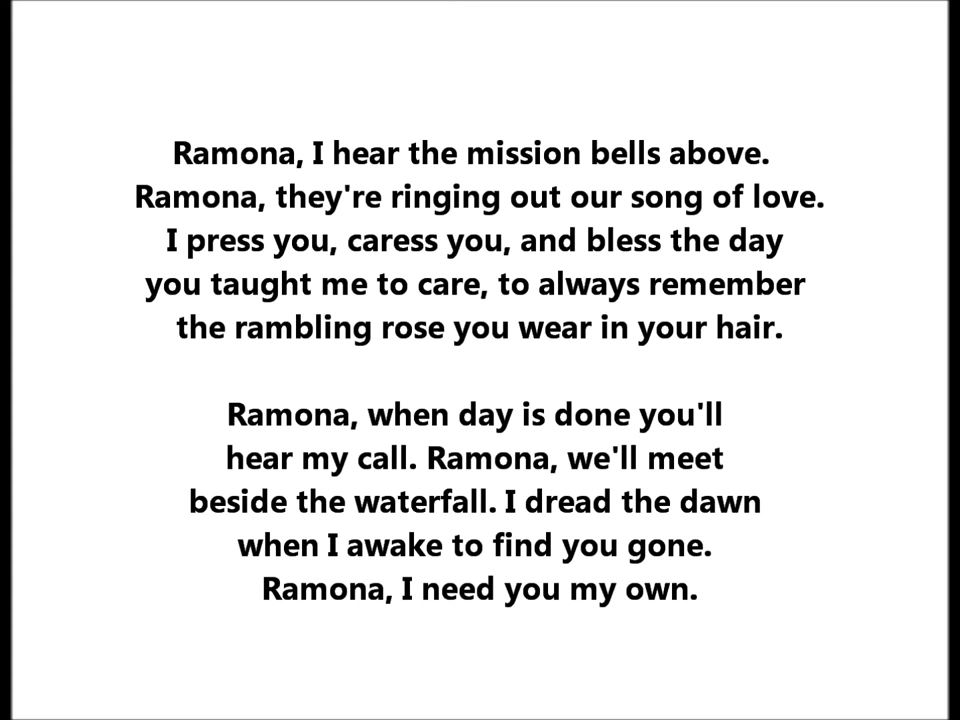 Ramona, I hear the mission bells above.
Ramona, they're ringing out our song of love.
I press you, caress you, and bless the day
you taught me to care, to always remember
the rambling rose you wear in your hair.
Ramona, when day is done you'll
hear my call. Ramona, we'll meet
beside the waterfall. I dread the dawn
when I awake to find you gone.
Ramona, I need you my own.